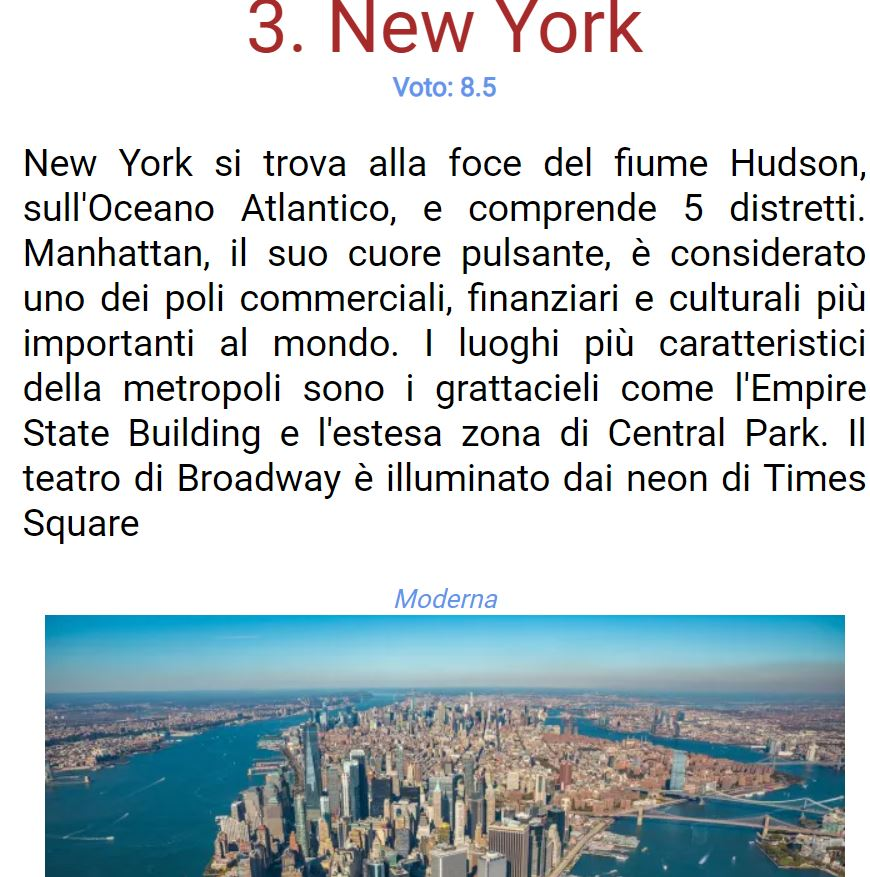 3. New York
Voto: 8.5
New York si trova alla foce del fiume Hudson,
sull'Oceano Atlantico, e comprende 5 distretti.
Manhattan, il suo cuore pulsante, è considerato
uno dei poli commerciali, finanziari e culturali più
importanti al mondo. I luoghi più caratteristici
della metropoli sono i grattacieli come l'Empire
State Building e l'estesa zona di Central Park. Il
teatro di Broadway è illuminato dai neon di Times
Square
Moderna